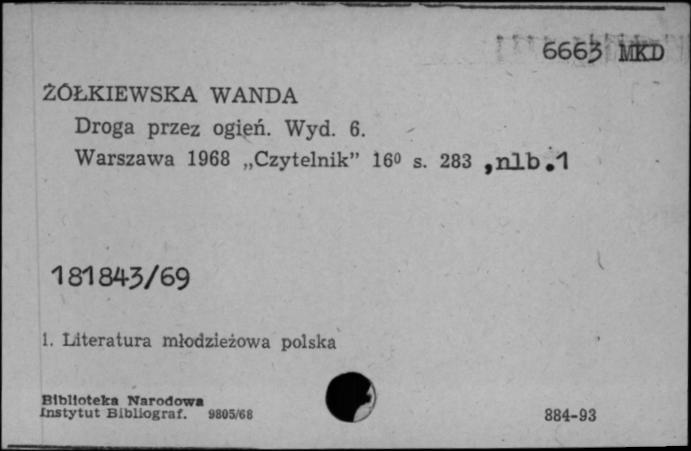 6663 MKD
ŻÓŁKIEWSKA WANDA
Droga przez ogień. Wyd. 6.
Warszawa 1968 „Czytelnik” 16⁰ s. 283 ,nlb.1
181843/69
1. Literatura młodzieżowa polska
Biblioteka Narodowa
Instytut Bibliograf. 9805/68
884-93